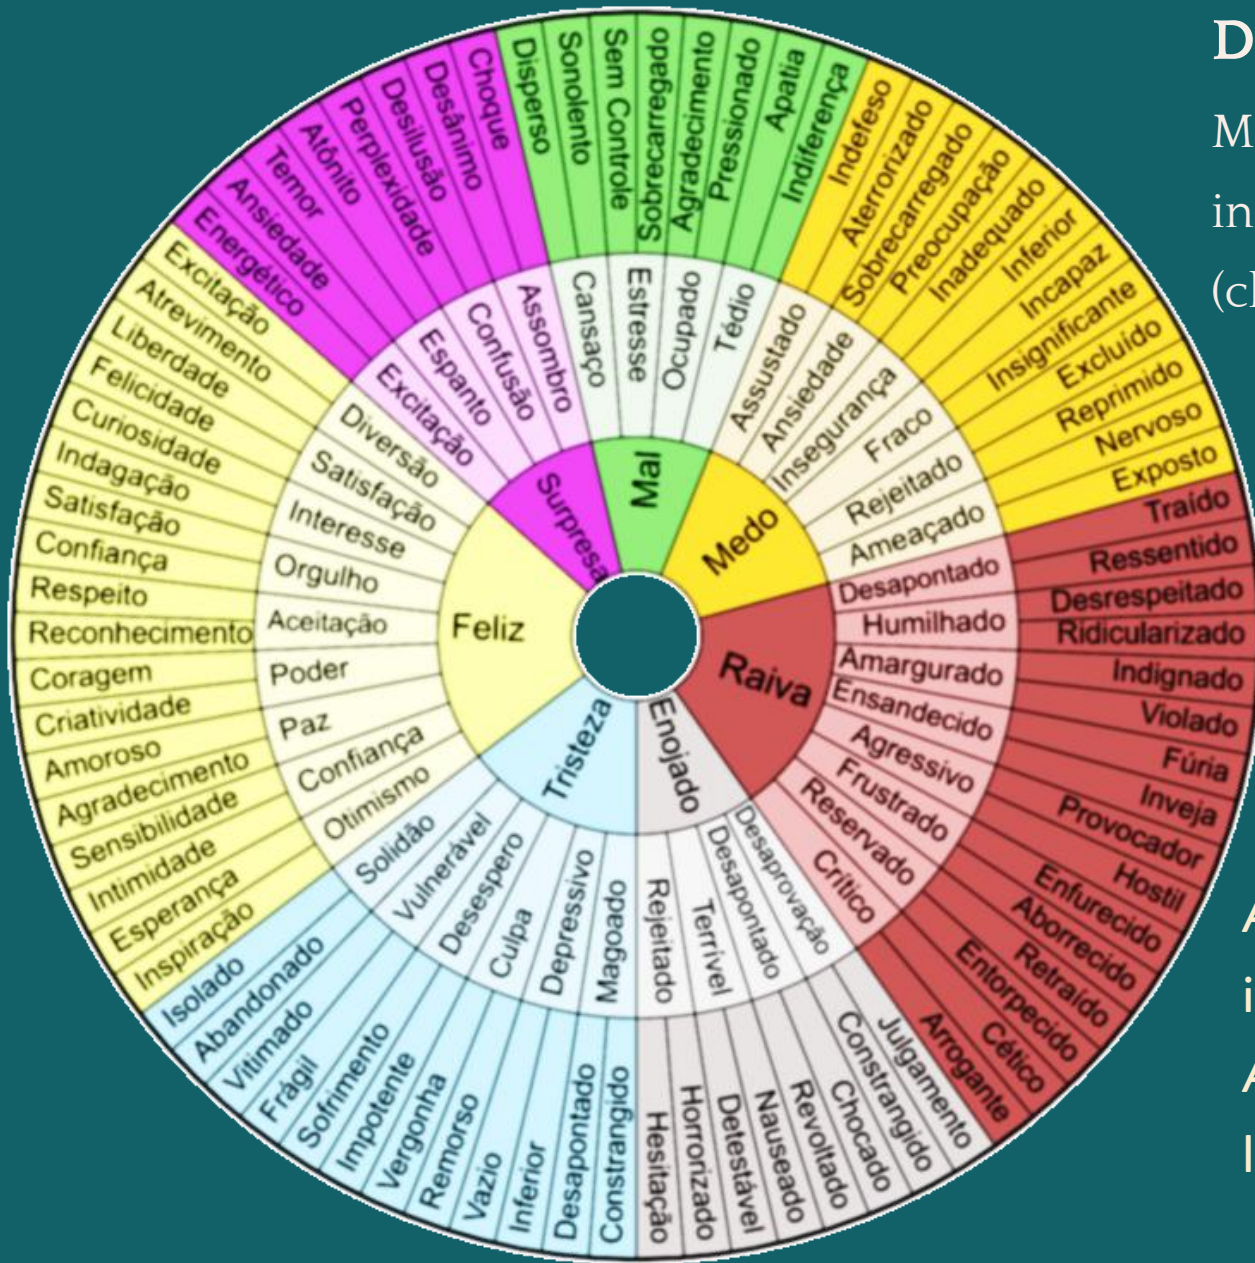 Surpresa
Mal
Medo
Raiva
Enojado
Tristeza
Feliz
Excitação
Espanto
Confusão
Assombro
Cansaço
Estresse
Ocupado
Tédio
Assustado
Ansiedade
Insegurança
Fraco
Rejeitado
Ameaçado
Desapontado
Humilhado
Amargurado
Ensandecido
Agressivo
Frustrado
Reservado
Crítico
Desaprovação
Desapontado
Terrível
Rejeitado
Magoado
Depressivo
Culpa
Desespero
Vulnerável
Solidão
Otimismo
Confiança
Paz
Poder
Aceitação
Orgulho
Interesse
Satisfação
Diversão
Energético
Ansiedade
Temor
Atônito
Perplexidade
Desilusão
Desânimo
Choque
Disperso
Sonolento
Sem Controle
Sobrecarregado
Agradecimento
Pressionado
Apatia
Indiferença
Indefeso
Aterrorizado
Sobrecarregado
Preocupação
Inadequado
Inferior
Incapaz
Insignificante
Excluído
Reprimido
Nervoso
Exposto
Traído
Ressentido
Desrespeitado
Ridicularizado
Indignado
Violado
Fúria
Inveja
Provocador
Hostil
Enfurecido
Aborrecido
Retraído
Entorpecido
Cético
Arrogante
Julgamento
Constrangido
Chocado
Revoltado
Nauseado
Detestável
Horrorizado
Hesitação
Constrangido
Desapontado
Inferior
Vazio
Remorso
Vergonha
Impotente
Sofrimento
Frágil
Vitimado
Abandonado
Isolado
Inspiração
Esperança
Intimidade
Sensibilidade
Agradecimento
Amoroso
Criatividade
Coragem
Reconhecimento
Respeito
Confiança
Satisfação
Indagação
Curiosidade
Felicidade
Liberdade
Atrevimento
Excitação
D
M
in